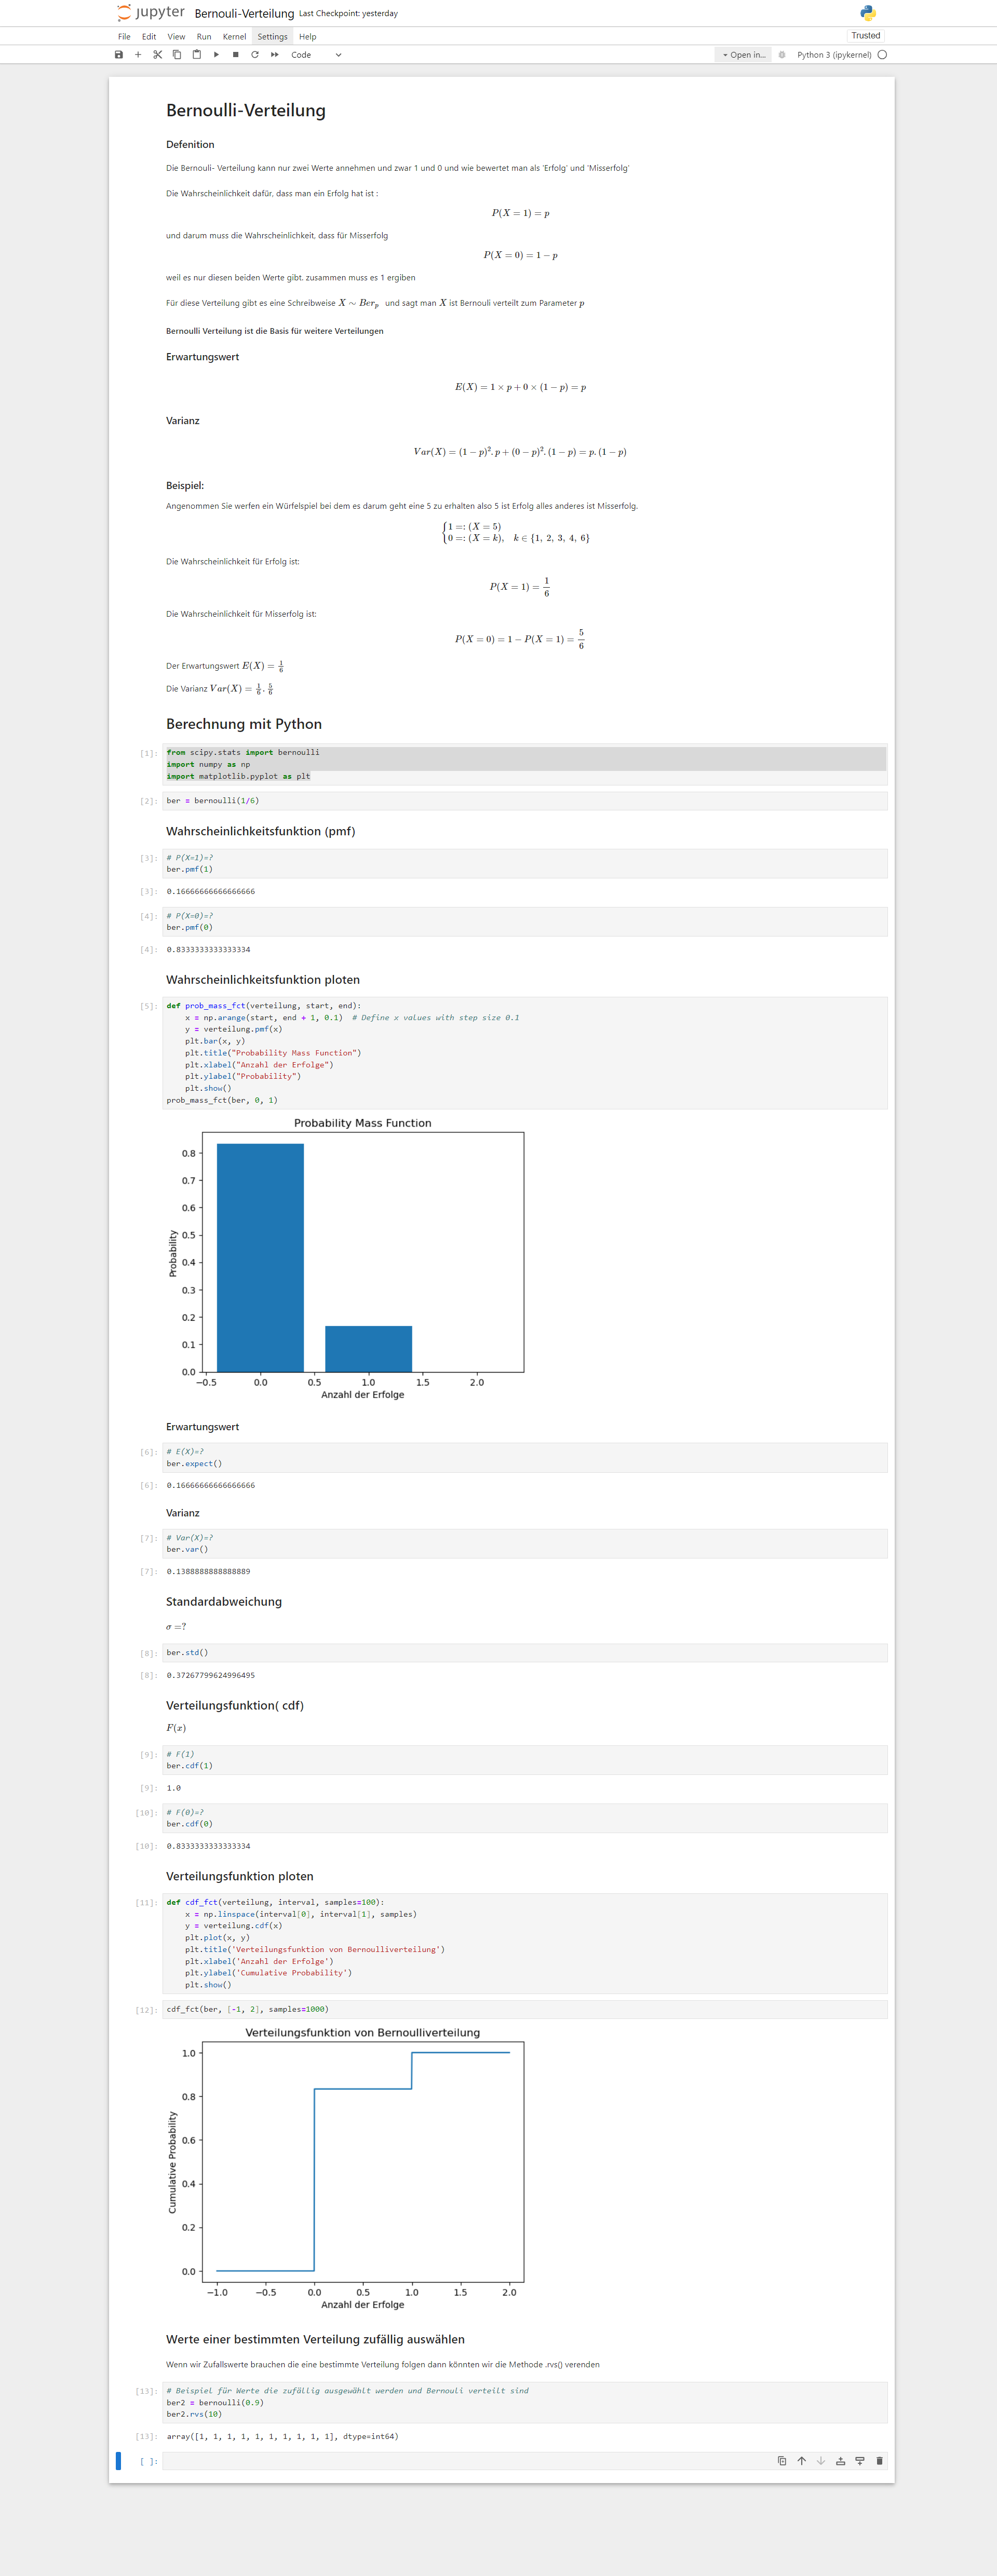 jupyter Bernouli-Verteilung Last Checkpoint: yesterday
File Edit View Run Kernel Settings Help Trusted
Code Open in... Python 3 (ipykernel)
Bernoulli-Verteilung
Defenition
Die Bernouli- Verteilung kann nur zwei Werte annehmen und zwar 1 und 0 und wie bewertet man als 'Erfolg' und 'Misserfolg'
Die Wahrscheinlichkeit dafür, dass man ein Erfolg hat ist :
P(X = 1) = p
und darum muss die Wahrscheinlichkeit, dass für Misserfolg
P(X = 0) = 1 − p
weil es nur diesen beiden Werte gibt. zusammen muss es 1 ergiben
Für diese Verteilung gibt es eine Schreibweise X ∼ Ber_p und sagt man X ist Bernouli verteilt zum Parameter p
Bernoulli Verteilung ist die Basis für weitere Verteilungen
Erwartungswert
E(X) = 1 × p + 0 × (1 − p) = p
Varianz
Var(X) = (1 − p)². p + (0 − p)². (1 − p) = p. (1 − p)
Beispiel:
Angenommen Sie werfen ein Würfelspiel bei dem es darum geht eine 5 zu erhalten also 5 ist Erfolg alles anderes ist Misserfolg.
{1 =: (X = 5)
0 =: (X = k), k ∈ {1, 2, 3, 4, 6}
Die Wahrscheinlichkeit für Erfolg ist:
P(X = 1) = 1/6
Die Wahrscheinlichkeit für Misserfolg ist:
P(X = 0) = 1 − P(X = 1) = 5/6
Der Erwartungswert E(X) = 1/6
Die Varianz Var(X) = 1/6 . 5/6
Berechnung mit Python
[1]: from scipy.stats import bernoulli
import numpy as np
import matplotlib.pyplot as plt
[2]: ber = bernoulli(1/6)
Wahrscheinlichkeitsfunktion (pmf)
[3]: # P(X=1)=?
ber.pmf(1)
[3]: 0.16666666666666666
[4]: # P(X=0)=?
ber.pmf(0)
[4]: 0.8333333333333334
Wahrscheinlichkeitsfunktion ploten
[5]: def prob_mass_fct(verteilung, start, end):
x = np.arange(start, end + 1, 0.1) # Define x values with step size 0.1
y = verteilung.pmf(x)
plt.bar(x, y)
plt.title("Probability Mass Function")
plt.xlabel("Anzahl der Erfolge")
plt.ylabel("Probability")
plt.show()
prob_mass_fct(ber, 0, 1)
Probability Mass Function
Probability
0.8
0.7
0.6
0.5
0.4
0.3
0.2
0.1
0.0
−0.5 0.0 0.5 1.0 1.5 2.0
Anzahl der Erfolge
Erwartungswert
[6]: # E(X)=?
ber.expect()
[6]: 0.16666666666666666
Varianz
[7]: # Var(X)=?
ber.var()
[7]: 0.1388888888888889
Standardabweichung
σ =?
[8]: ber.std()
[8]: 0.37267799624996495
Verteilungsfunktion( cdf)
F(x)
[9]: # F(1)
ber.cdf(1)
[9]: 1.0
[10]: # F(0)=?
ber.cdf(0)
[10]: 0.8333333333333334
Verteilungsfunktion ploten
[11]: def cdf_fct(verteilung, interval, samples=100):
x = np.linspace(interval[0], interval[1], samples)
y = verteilung.cdf(x)
plt.plot(x, y)
plt.title('Verteilungsfunktion von Bernoulliverteilung')
plt.xlabel('Anzahl der Erfolge')
plt.ylabel('Cumulative Probability')
plt.show()
[12]: cdf_fct(ber, [-1, 2], samples=1000)
Verteilungsfunktion von Bernoulliverteilung
Cumulative Probability
1.0
0.8
0.6
0.4
0.2
0.0
−1.0 −0.5 0.0 0.5 1.0 1.5 2.0
Anzahl der Erfolge
Werte einer bestimmten Verteilung zufällig auswählen
Wenn wir Zufallswerte brauchen die eine bestimmte Verteilung folgen dann könnten wir die Methode .rvs() verenden
[13]: # Beispiel für Werte die zufällig ausgewählt werden und Bernouli verteilt sind
ber2 = bernoulli(0.9)
ber2.rvs(10)
[13]: array([1, 1, 1, 1, 1, 1, 1, 1, 1, 1], dtype=int64)
[ ]: